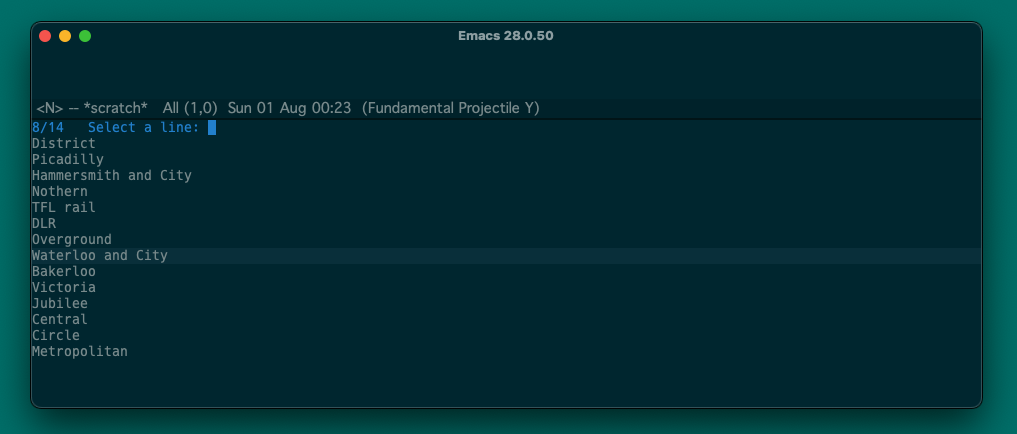 Emacs 28.0.50
<N> -- *scratch*   All (1,0)  Sun 01 Aug 00:23  (Fundamental Projectile Y)
8/14   Select a line:
District
Picadilly
Hammersmith and City
Nothern
TFL rail
DLR
Overground
Waterloo and City
Bakerloo
Victoria
Jubilee
Central
Circle
Metropolitan